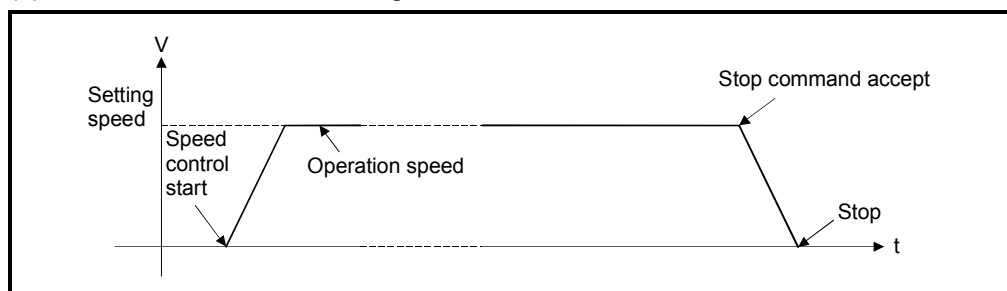 V
Setting
speed
Speed
control
start
Operation speed
Stop command accept
Stop
t